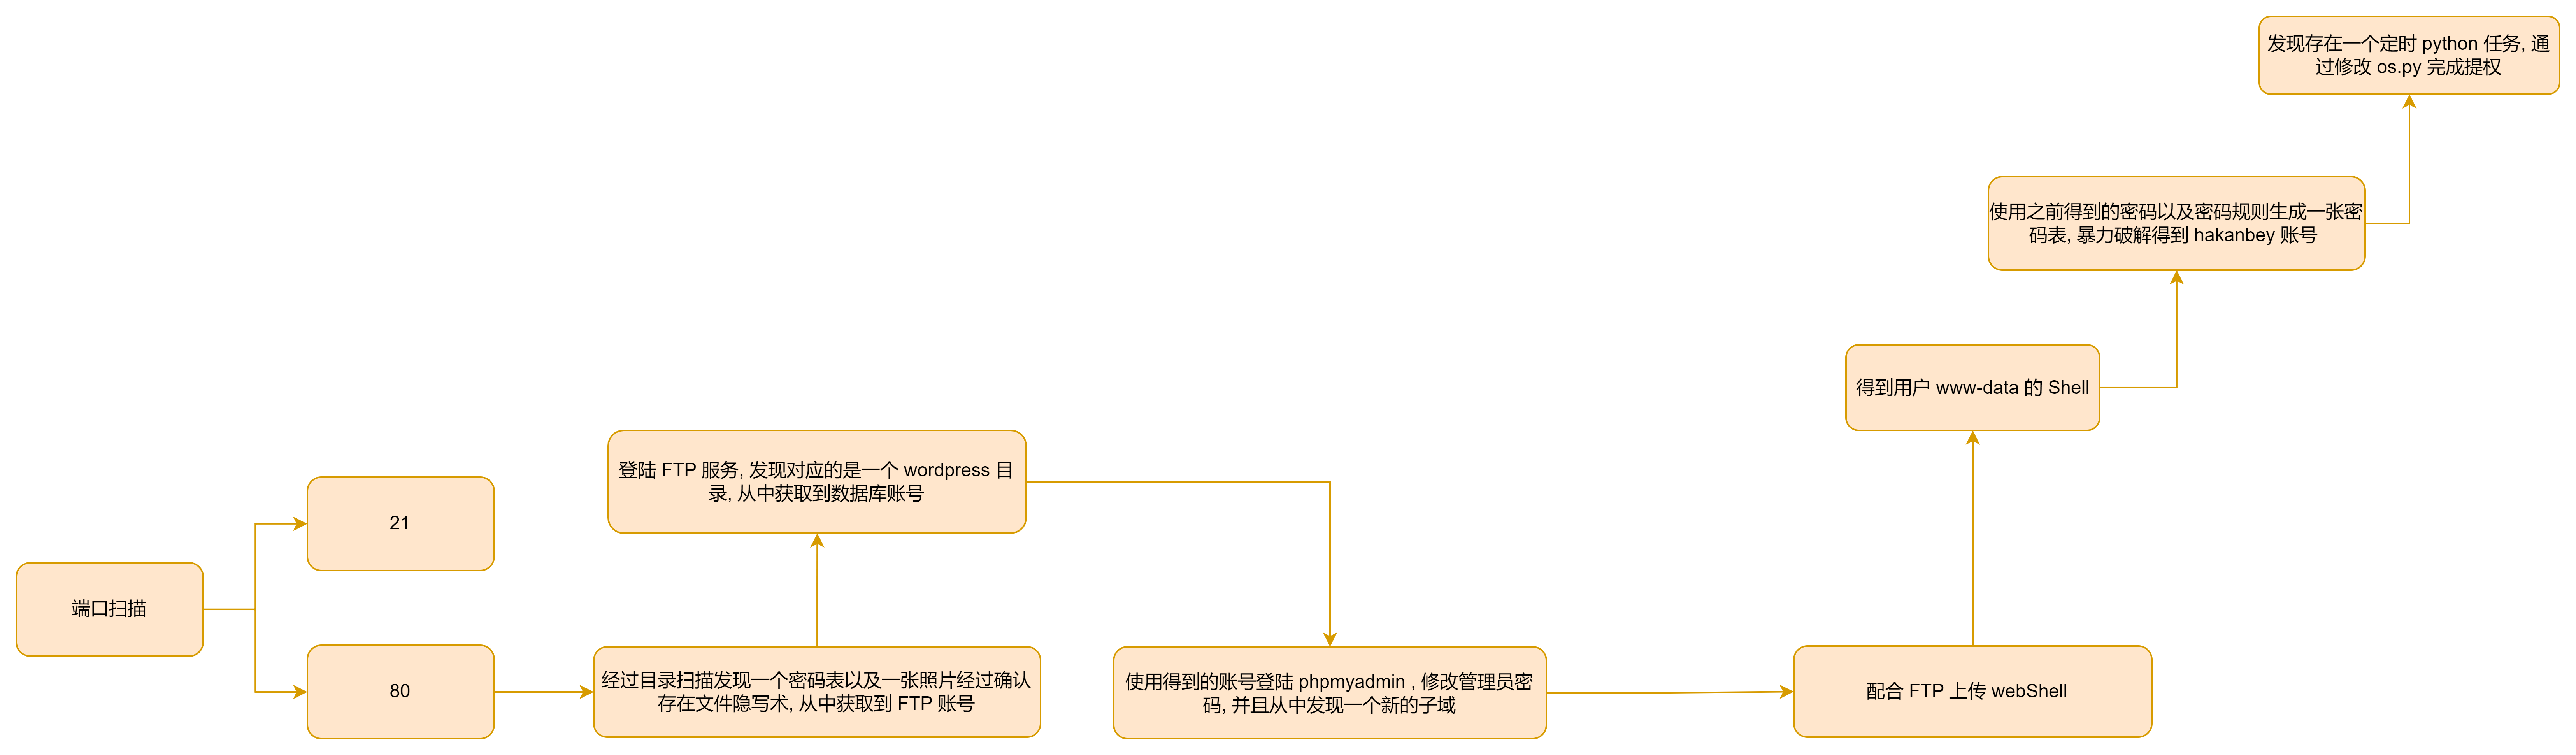 端口扫描
21
80
经过目录扫描发现一个密码表以及一张照片经过确认
存在文件隐写术, 从中获取到 FTP 账号
登陆 FTP 服务, 发现对应的是一个 wordpress 目
录, 从中获取到数据库账号
使用得到的账号登陆 phpmyadmin , 修改管理员密
码, 并且从中发现一个新的子域
配合 FTP 上传 webShell
得到用户 www-data 的 Shell
使用之前得到的密码以及密码规则生成一张密
码表, 暴力破解得到 hakanbey 账号
发现存在一个定时 python 任务, 通
过修改 os.py 完成提权